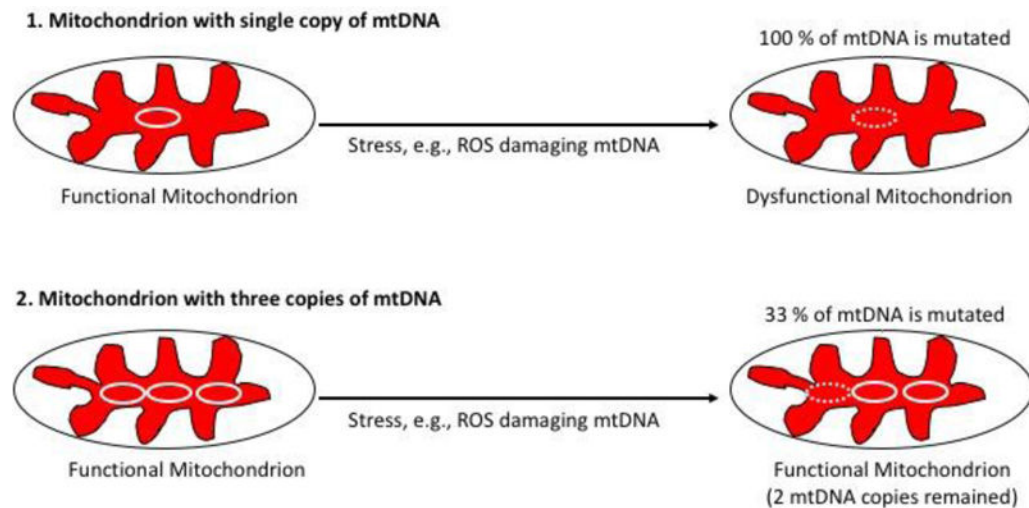 1. Mitochondrion with single copy of mtDNA
100 % of mtDNA is mutated
Stress, e.g., ROS damaging mtDNA
Functional Mitochondrion
Dysfunctional Mitochondrion
2. Mitochondrion with three copies of mtDNA
33 % of mtDNA is mutated
Stress, e.g., ROS damaging mtDNA
Functional Mitochondrion
Functional Mitochondrion
(2 mtDNA copies remained)